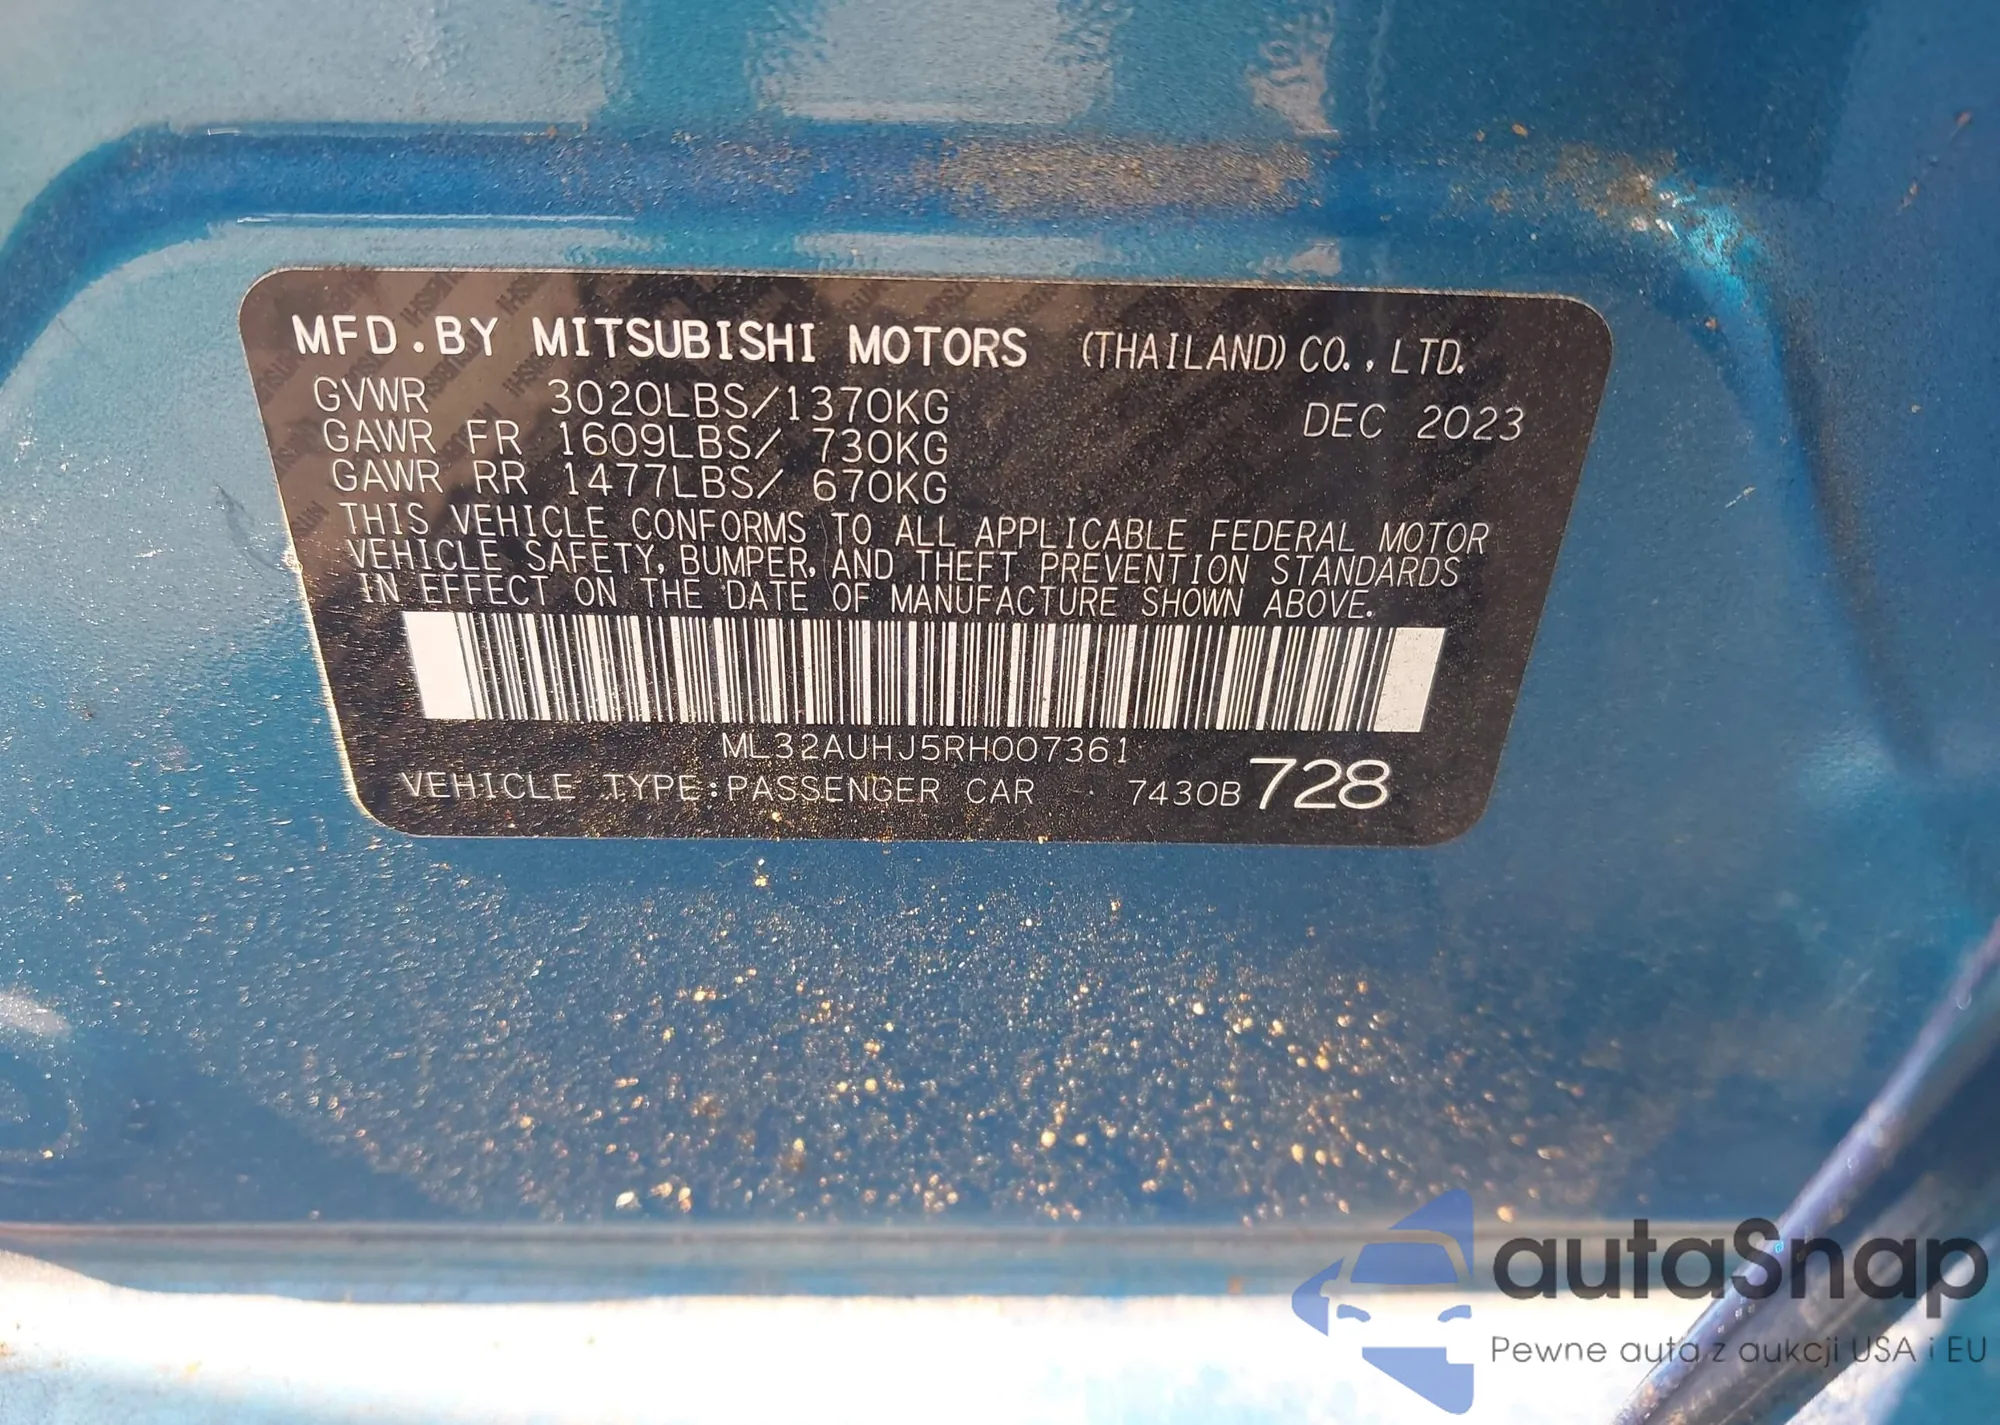 MFD.BY MITSUBISHI MOTORS (THAILAND) CO.,LTD.
GVWR 3020LBS/1370KG
DEC 2023
GAWR FR 1609LBS/ 730KG
GAWR RR 1477LBS/ 670KG
THIS VEHICLE CONFORMS TO ALL APPLICABLE FEDERAL MOTOR
VEHICLE SAFETY, BUMPER, AND THEFT PREVENTION STANDARDS
IN EFFECT ON THE DATE OF MANUFACTURE SHOWN ABOVE.
ML32AUHJ5RH007361
VEHICLE TYPE:PASSENGER CAR 7430B 728
autaSnap
Pewne auta z aukcji USA i EU